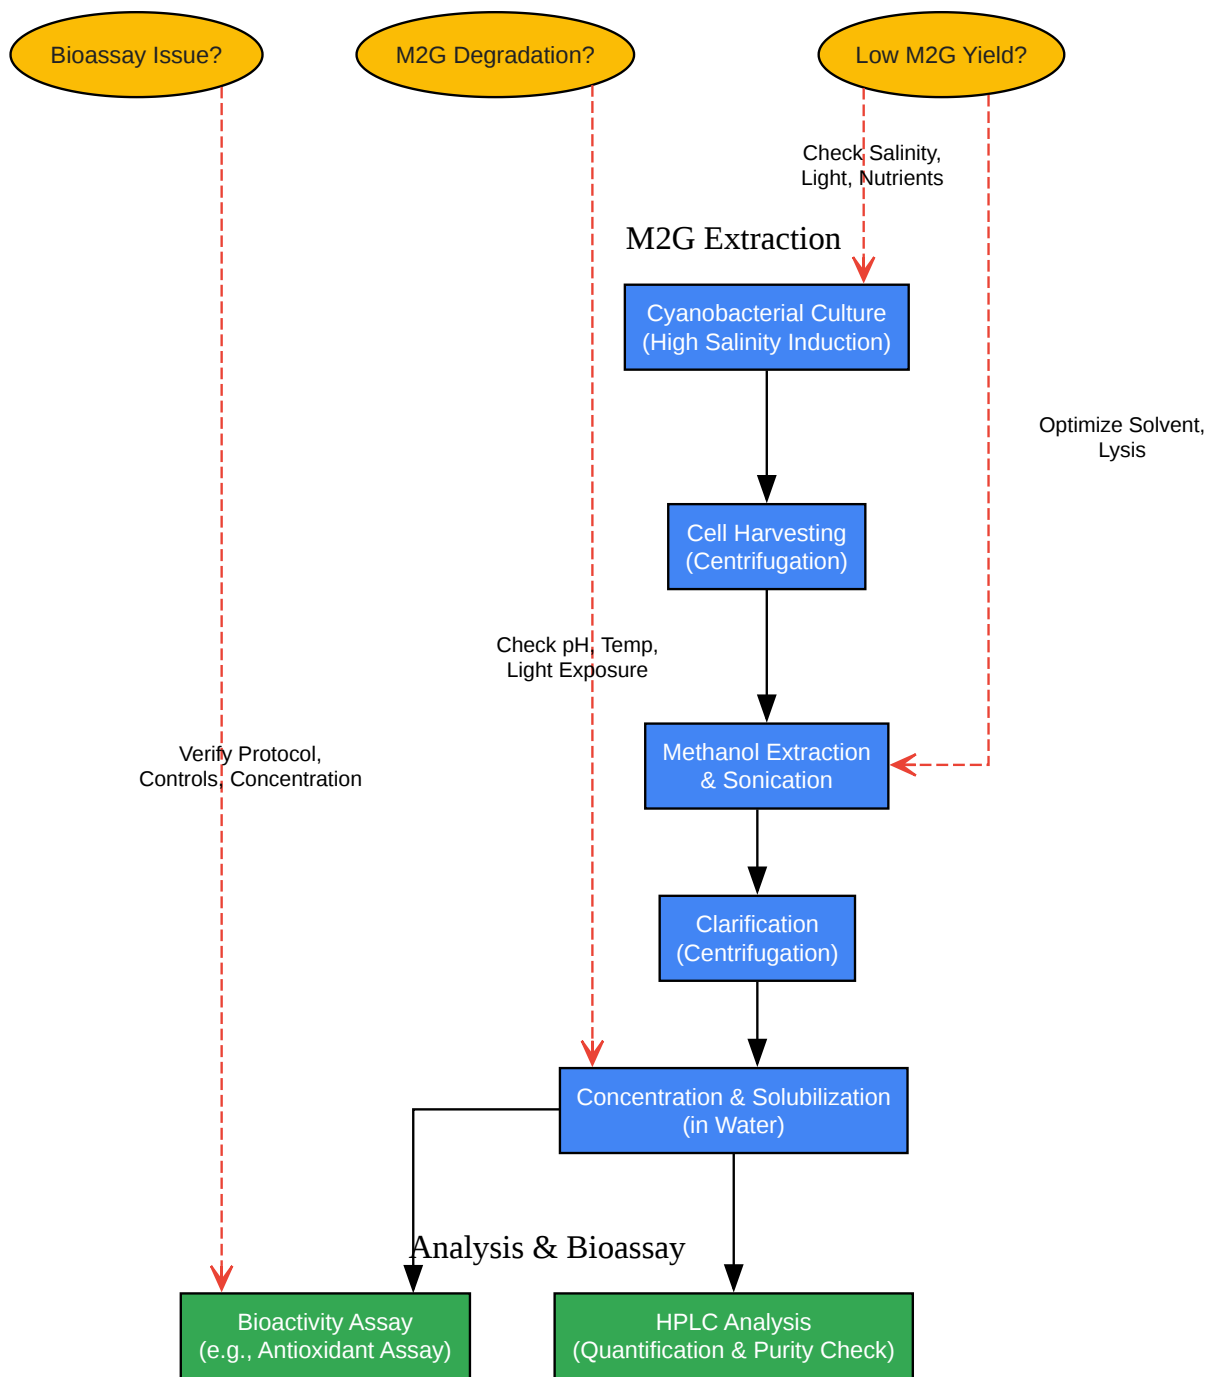 Bioassay Issue?
M2G Degradation?
Low M2G Yield?
Check Salinity,
Light, Nutrients
M2G Extraction
Cyanobacterial Culture
(High Salinity Induction)
Optimize Solvent,
Lysis
Cell Harvesting
(Centrifugation)
Check pH, Temp,
Light Exposure
Verify Protocol,
Controls, Concentration
Methanol Extraction
& Sonication
Clarification
(Centrifugation)
Concentration & Solubilization
(in Water)
Analysis & Bioassay
Bioactivity Assay
(e.g., Antioxidant Assay)
HPLC Analysis
(Quantification & Purity Check)